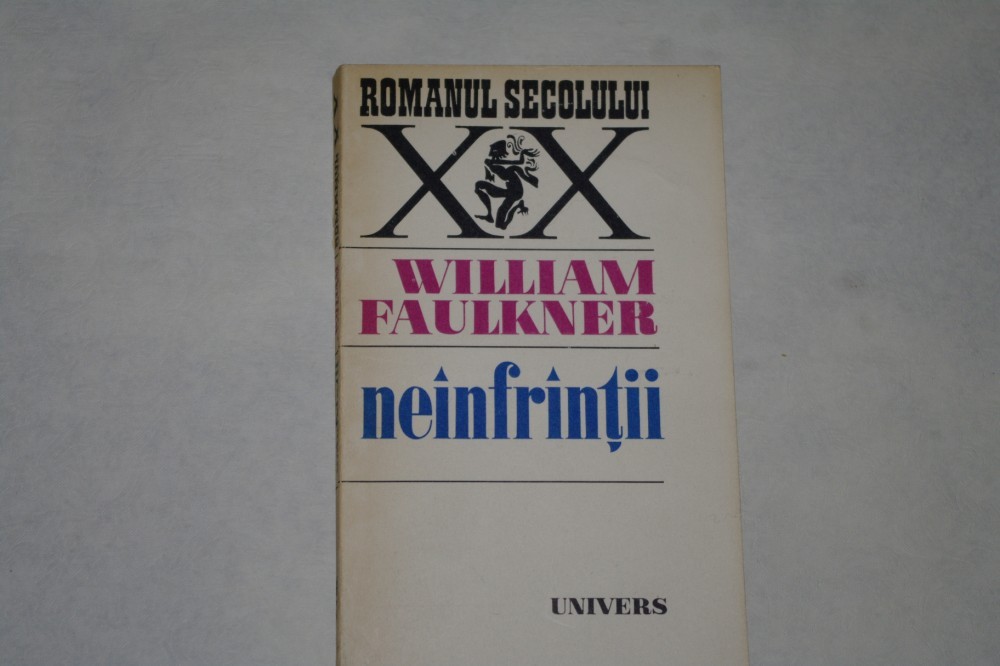 ROMANUL SECOLULUI
XX
WILLIAM
FAULKNER
neînfrînții
UNIVERS